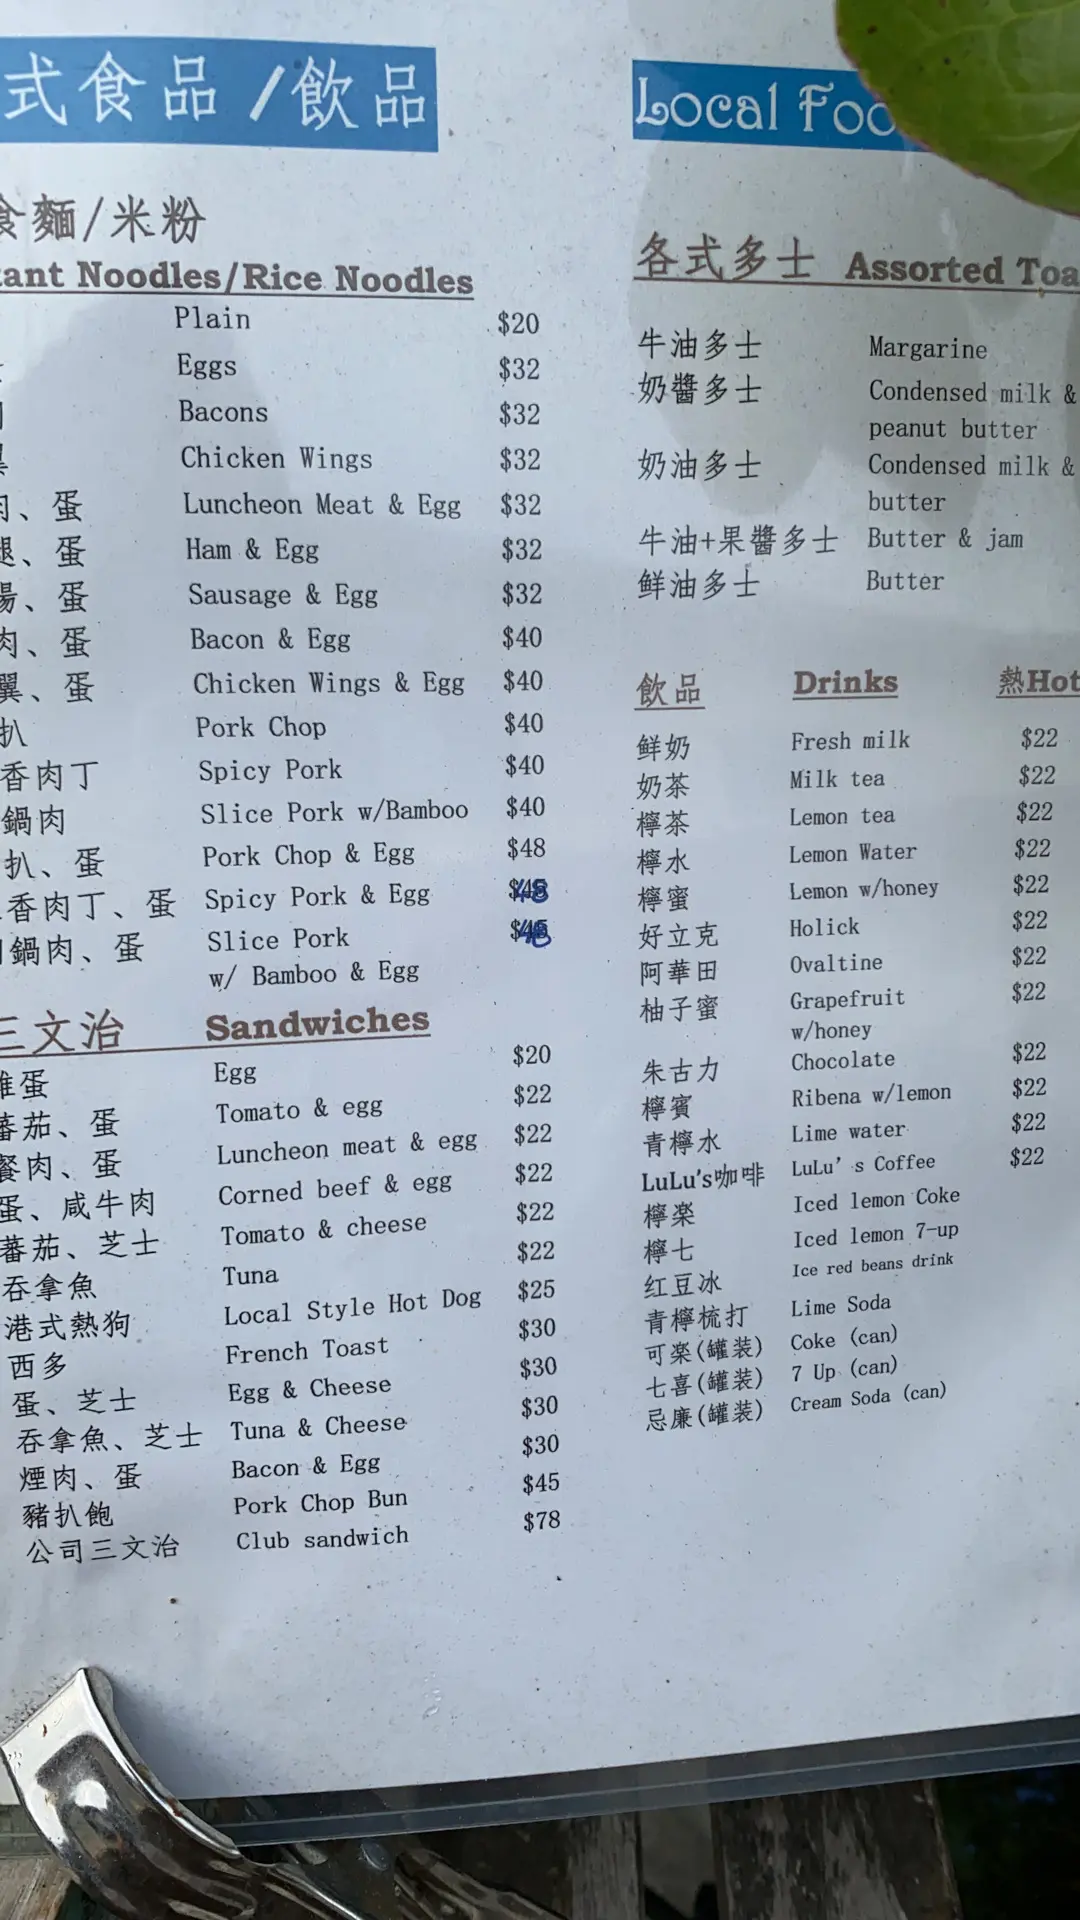 式食品 /飲品
食麵/米粉
tant Noodles/Rice Noodles
Plain $20
Eggs $32
Bacons $32
Chicken Wings $32
肉、蛋 Luncheon Meat & Egg $32
腿、蛋 Ham & Egg $32
腸、蛋 Sausage & Egg $32
肉、蛋 Bacon & Egg $40
翼、蛋 Chicken Wings & Egg $40
扒 Pork Chop $40
香肉丁 Spicy Pork $40
鍋肉 Slice Pork w/Bamboo $40
扒、蛋 Pork Chop & Egg $48
香肉丁、蛋 Spicy Pork & Egg 48
鍋肉、蛋 Slice Pork 48
w/ Bamboo & Egg
三文治 Sandwiches
雞蛋 Egg $20
蕃茄、蛋 Tomato & egg $22
餐肉、蛋 Luncheon meat & egg $22
蛋、咸牛肉 Corned beef & egg $22
蕃茄、芝士 Tomato & cheese $22
吞拿魚 Tuna $22
港式熱狗 Local Style Hot Dog $25
西多 French Toast $30
蛋、芝士 Egg & Cheese $30
吞拿魚、芝士 Tuna & Cheese $30
煙肉、蛋 Bacon & Egg $30
豬扒飽 Pork Chop Bun $45
公司三文治 Club sandwich $78
Local Foo
各式多士 Assorted Toa
牛油多士 Margarine
奶醬多士 Condensed milk &
peanut butter
奶油多士 Condensed milk &
butter
牛油+果醬多士 Butter & jam
鲜油多士 Butter
飲品 Drinks 熱Hot
鲜奶 Fresh milk $22
奶茶 Milk tea $22
檸茶 Lemon tea $22
檸水 Lemon Water $22
檸蜜 Lemon w/honey $22
好立克 Holick $22
阿華田 Ovaltine $22
柚子蜜 Grapefruit $22
w/honey
朱古力 Chocolate $22
檸賓 Ribena w/lemon $22
青檸水 Lime water $22
LuLu's咖啡 LuLu's Coffee $22
檸楽 Iced lemon Coke
檸七 Iced lemon 7-up
红豆冰 Ice red beans drink
青檸梳打 Lime Soda
可楽(罐装) Coke (can)
七喜(罐装) 7 Up (can)
忌廉(罐装) Cream Soda (can)